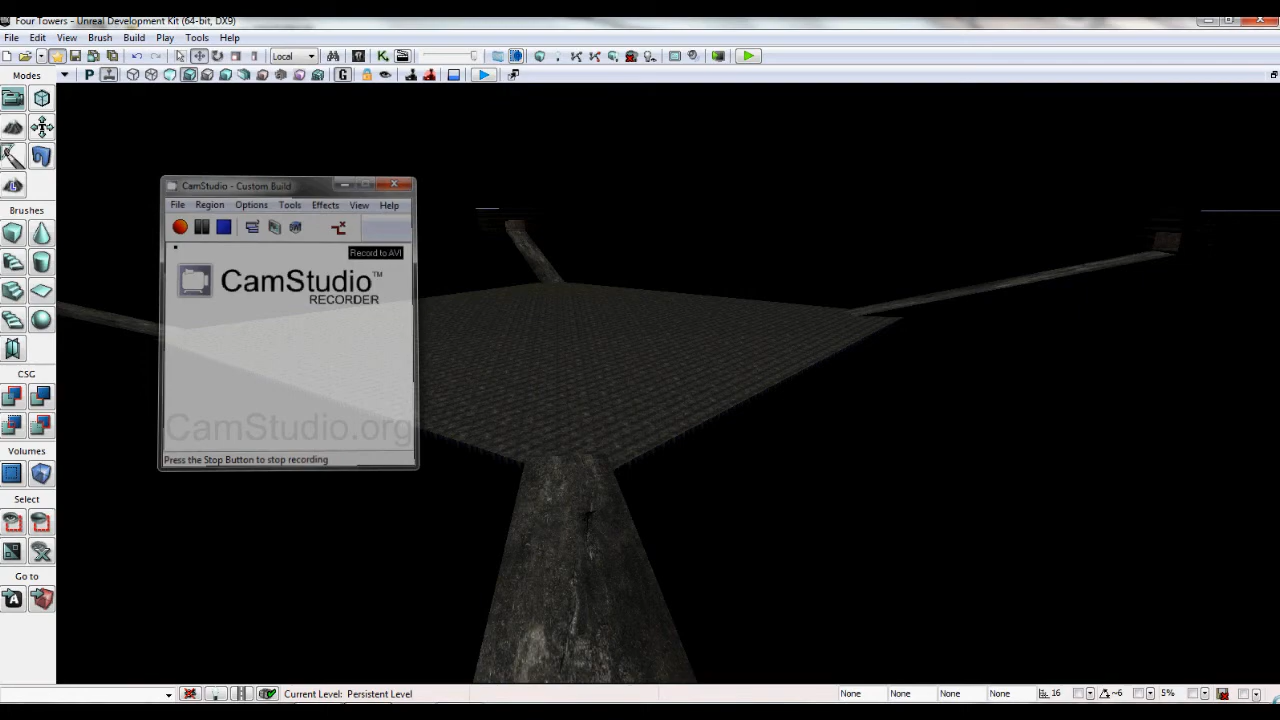 Four Towers - Unreal Development Kit (64-bit, DX9)
File Edit View Brush Build Play Tools Help
Local
Modes
P
G
Brushes
CSG
Volumes
Select
Go to
CamStudio - Custom Build
File Region Options Tools Effects View Help
Record to AVI
CamStudio™
RECORDER
CamStudio.org
Press the Stop Button to stop recording
Current Level: Persistent Level
None None None None 16 ~6 5%